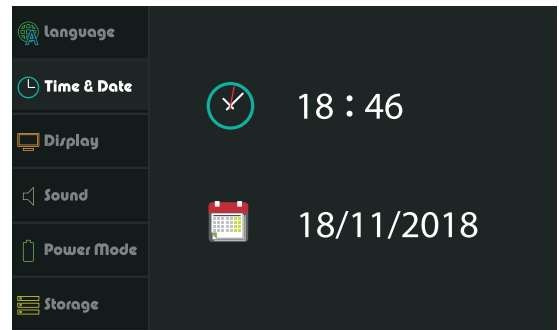 Language
Time & Date
18 : 46
Display
Sound
18/11/2018
Power Mode
Storage